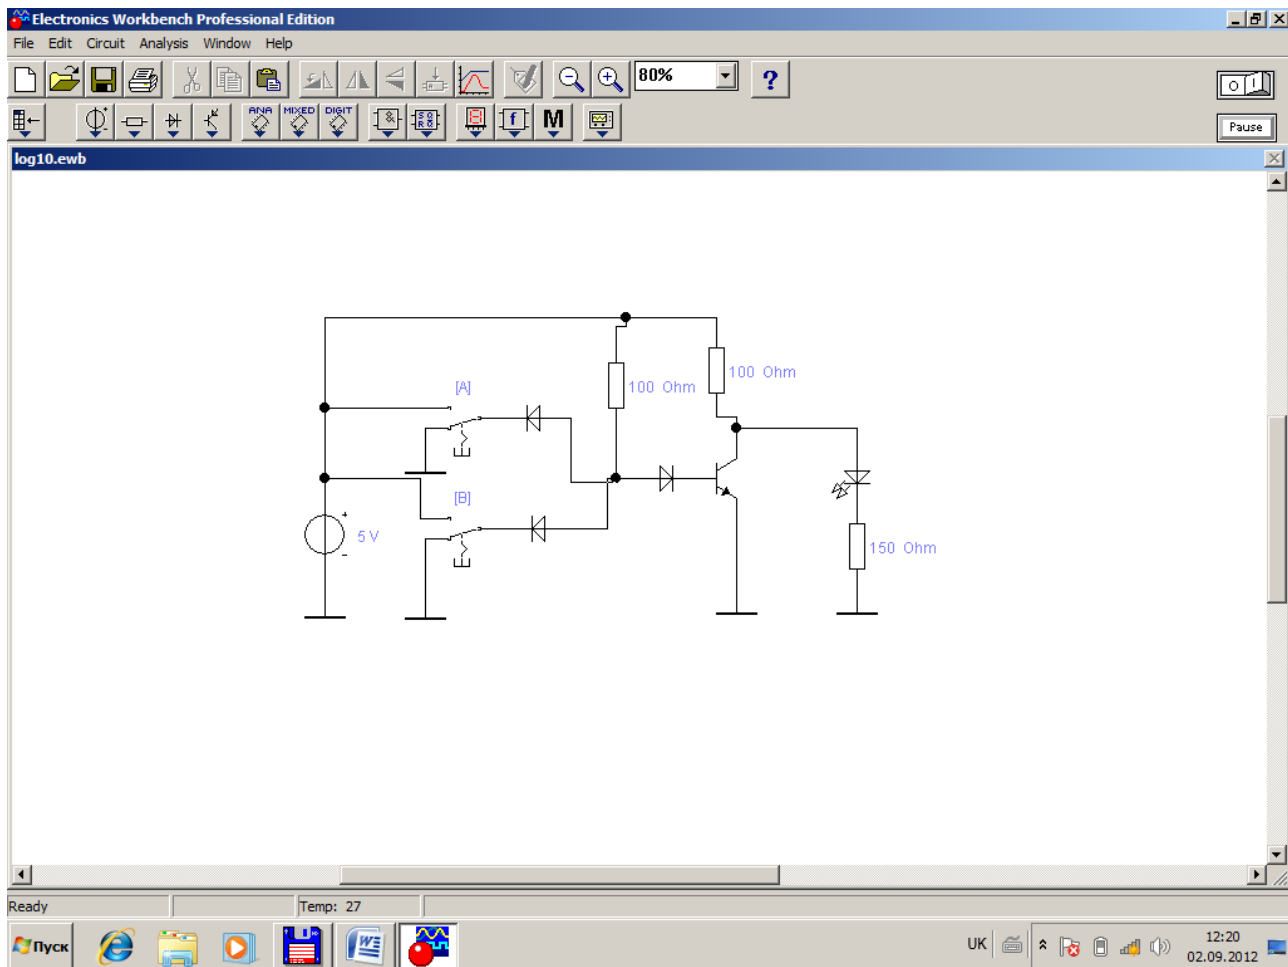 Electronics Workbench Professional Edition
File Edit Circuit Analysis Window Help
80%
?
ANA MIXED DIGIT
&
M
Pause
log10.ewb
100 Ohm
100 Ohm
[A]
[B]
+
5 V
-
150 Ohm
Ready
Temp: 27
Пуск
UK
12:20
02.09.2012